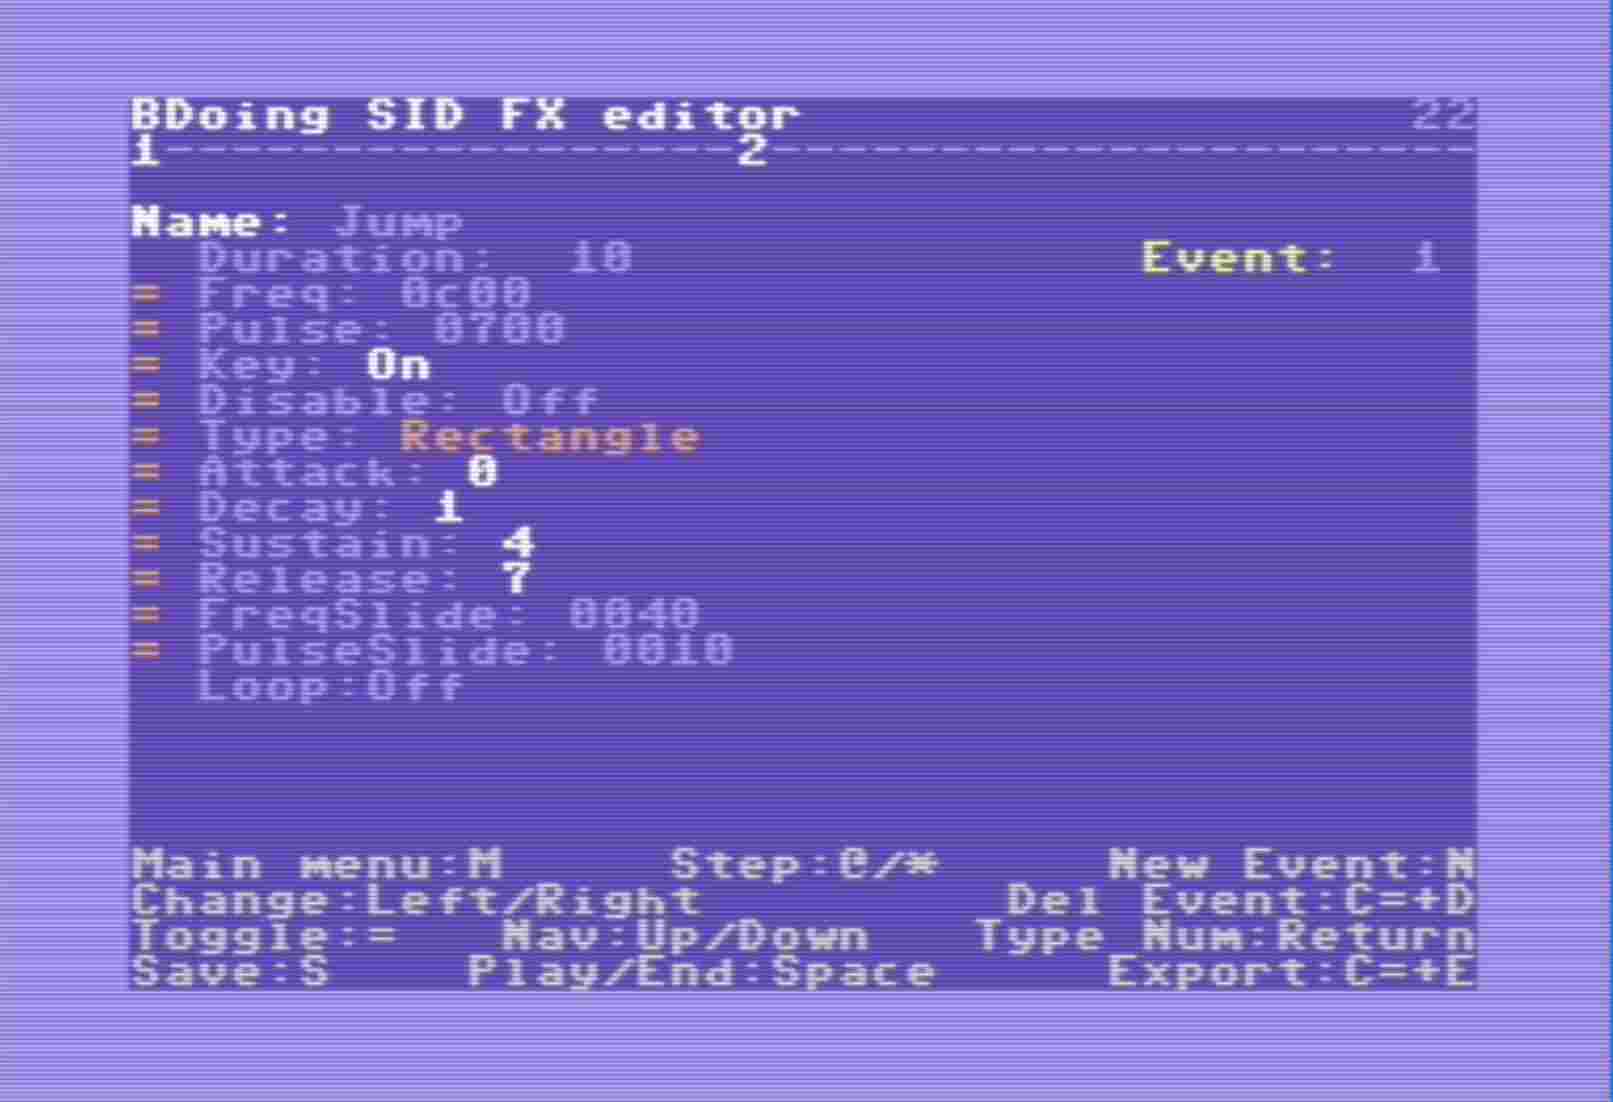 BDoing SID FX editor 22
1-----------------2---------------------
Name: Jump
Duration: 10 Event: 1
= Freq: 0c00
= Pulse: 0700
= Key: On
= Disable: Off
= Type: Rectangle
= Attack: 0
= Decay: 1
= Sustain: 4
= Release: 7
= FreqSlide: 0040
= PulseSlide: 0010
Loop:Off
Main menu:M Step:@/* New Event:N
Change:Left/Right Del Event:C=+D
Toggle:= Nav:Up/Down Type Num:Return
Save:S Play/End:Space Export:C=+E